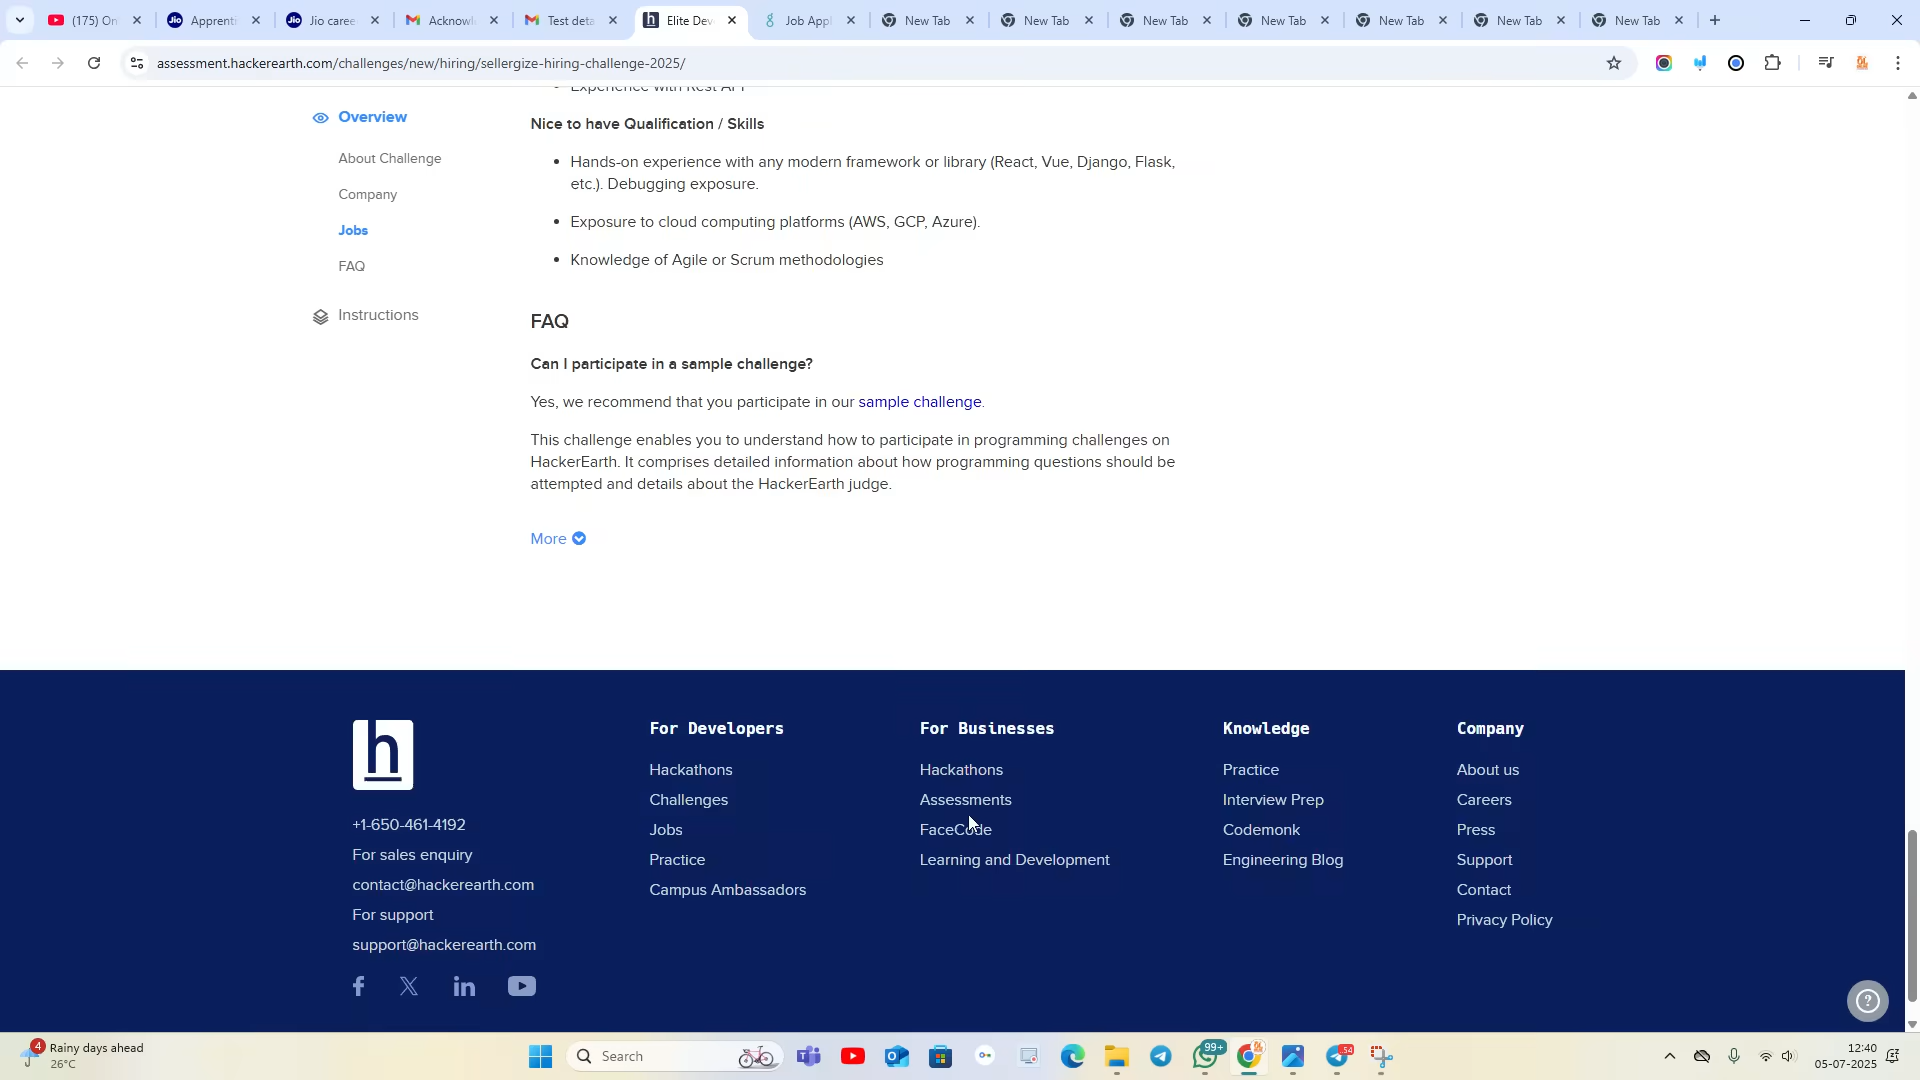 (175) On
Apprenti
Jio caree
Acknowl
Test deta
Elite Dev
Job Appl
New Tab
New Tab
New Tab
New Tab
New Tab
New Tab
New Tab
assessment.hackerearth.com/challenges/new/hiring/sellergize-hiring-challenge-2025/
Overview
About Challenge
Company
Jobs
FAQ
Instructions
Experience with Rest API
Nice to have Qualification / Skills
• Hands-on experience with any modern framework or library (React, Vue, Django, Flask,
etc.). Debugging exposure.
• Exposure to cloud computing platforms (AWS, GCP, Azure).
• Knowledge of Agile or Scrum methodologies
FAQ
Can I participate in a sample challenge?
Yes, we recommend that you participate in our sample challenge.
This challenge enables you to understand how to participate in programming challenges on
HackerEarth. It comprises detailed information about how programming questions should be
attempted and details about the HackerEarth judge.
More
h
+1-650-461-4192
For sales enquiry
contact@hackerearth.com
For support
support@hackerearth.com
For Developers
Hackathons
Challenges
Jobs
Practice
Campus Ambassadors
For Businesses
Hackathons
Assessments
FaceCode
Learning and Development
Knowledge
Practice
Interview Prep
Codemonk
Engineering Blog
Company
About us
Careers
Press
Support
Contact
Privacy Policy
4
Rainy days ahead
26°C
Search
99+
54
12:40
05-07-2025